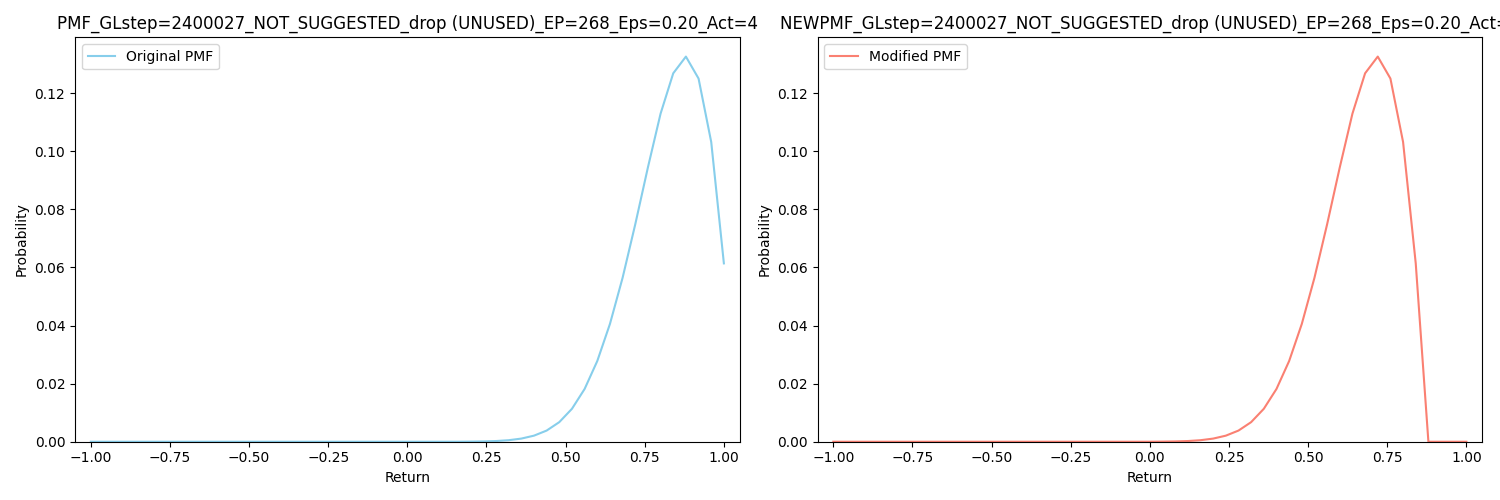 PMF_GLstep=2400027_NOT_SUGGESTED_drop (UNUSED)_EP=268_Eps=0.20_Act=4
Original PMF
Probability
0.12
0.10
0.08
0.06
0.04
0.02
0.00
−1.00 −0.75 −0.50 −0.25 0.00 0.25 0.50 0.75 1.00
Return
NEWPMF_GLstep=2400027_NOT_SUGGESTED_drop (UNUSED)_EP=268_Eps=0.20_Act=
Modified PMF
Probability
0.12
0.10
0.08
0.06
0.04
0.02
0.00
−1.00 −0.75 −0.50 −0.25 0.00 0.25 0.50 0.75 1.00
Return